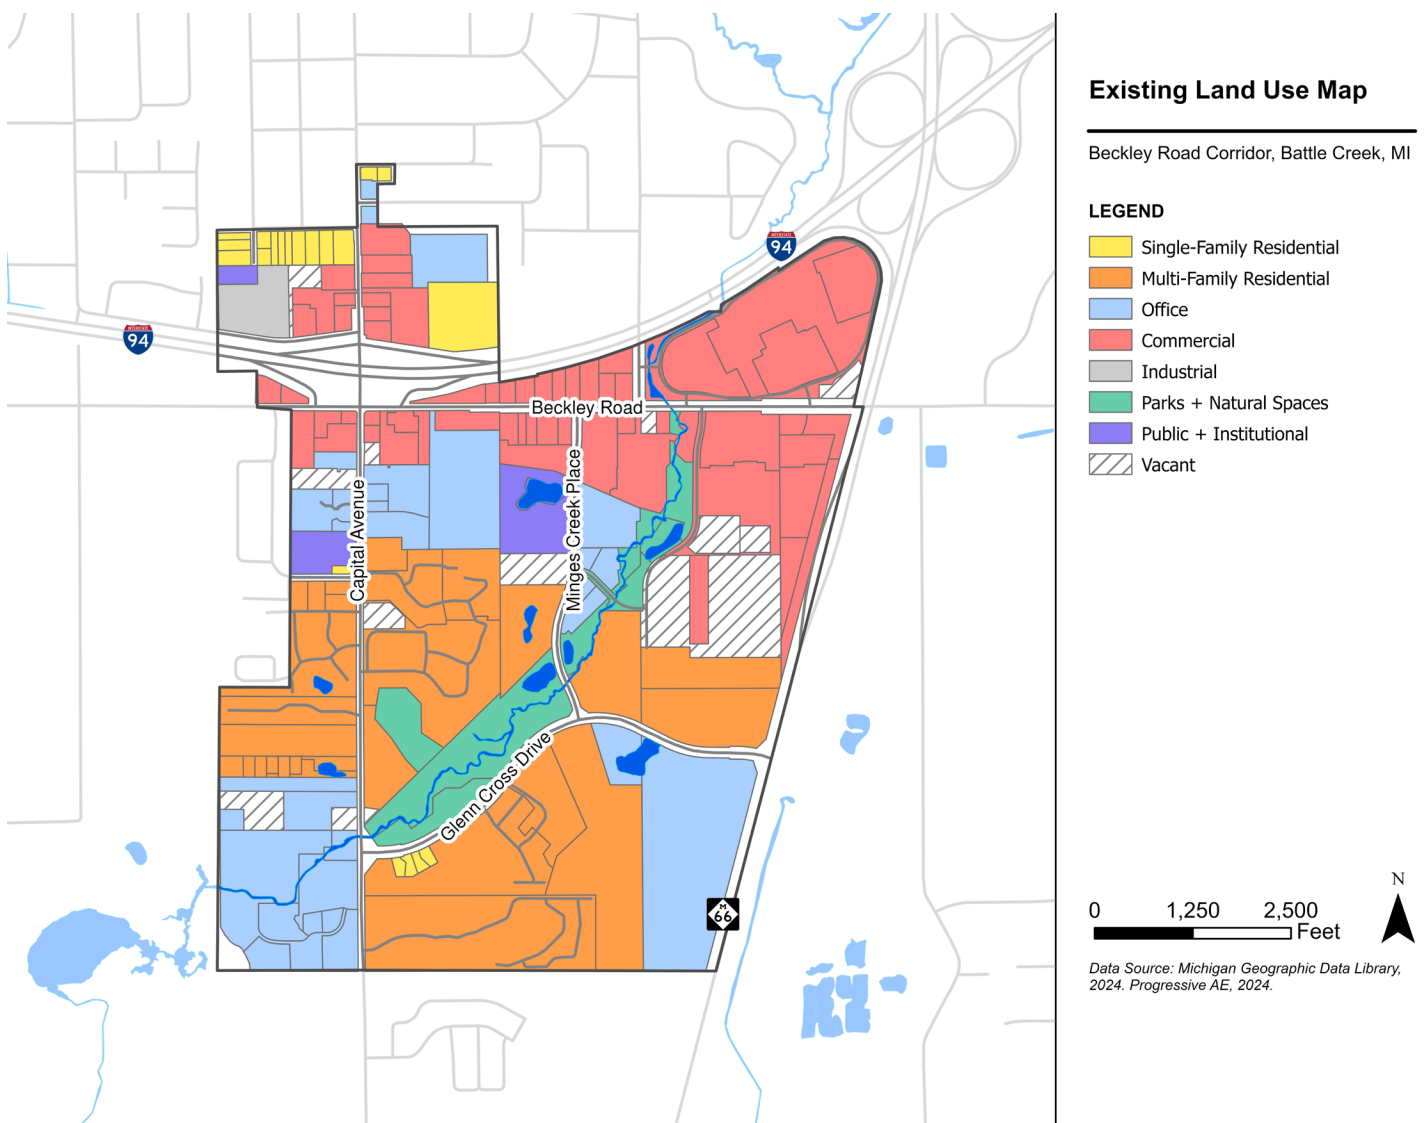 Existing Land Use Map
Beckley Road Corridor, Battle Creek, MI
LEGEND
Single-Family Residential
Multi-Family Residential
Office
Commercial
Industrial
Parks + Natural Spaces
Public + Institutional
Vacant
INTERSTATE
94
INTERSTATE
94
Beckley Road
Capital Avenue
Minges Creek Place
Glenn Cross Drive
M
66
N
0 1,250 2,500
Feet
Data Source: Michigan Geographic Data Library,
2024. Progressive AE, 2024.